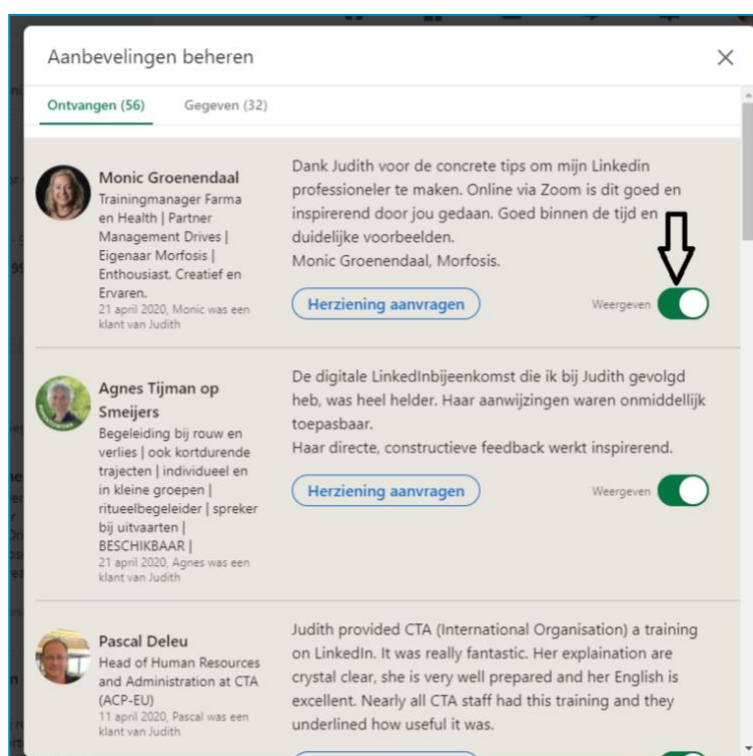 Aanbevelingen beheren
Ontvangen (56)
Gegeven (32)
Monic Groenendaal
Trainingmanager Farma
en Health | Partner
Management Drives |
Eigenaar Morfosis |
Enthousiast, Creatief en
Ervaren.
21 april 2020, Monic was een
klant van Judith
Dank Judith voor de concrete tips om mijn Linkedin
professioneler te maken. Online via Zoom is dit goed en
inspirerend door jou gedaan. Goed binnen de tijd en
duidelijke voorbeelden.
Monic Groenendaal, Morfosis.
Herziening aanvragen
Weergeven
Agnes Tijman op
Smeijers
Begeleiding bij rouw en
verlies | ook kortdurende
trajecten | individueel en
in kleine groepen |
ritueelbegeleider | spreker
bij uitvaarten |
BESCHIKBAAR |
21 april 2020, Agnes was een
klant van Judith
De digitale LinkedInbijeenkomst die ik bij Judith gevolgd
heb, was heel helder. Haar aanwijzingen waren onmiddellijk
toepasbaar.
Haar directe, constructieve feedback werkt inspirerend.
Herziening aanvragen
Weergeven
Pascal Deleu
Head of Human Resources
and Administration at CTA
(ACP-EU)
11 april 2020, Pascal was een
klant van Judith
Judith provided CTA (International Organisation) a training
on LinkedIn. It was really fantastic. Her explaination are
crystal clear, she is very well prepared and her English is
excellent. Nearly all CTA staff had this training and they
underlined how useful it was.